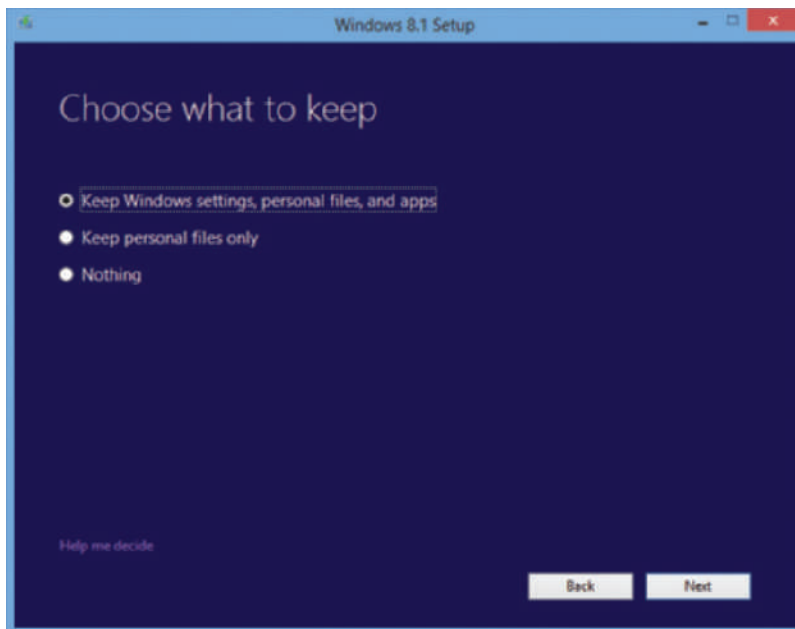 Windows 8.1 Setup
Choose what to keep
Keep Windows settings, personal files, and apps
Keep personal files only
Nothing
Help me decide
Back
Next